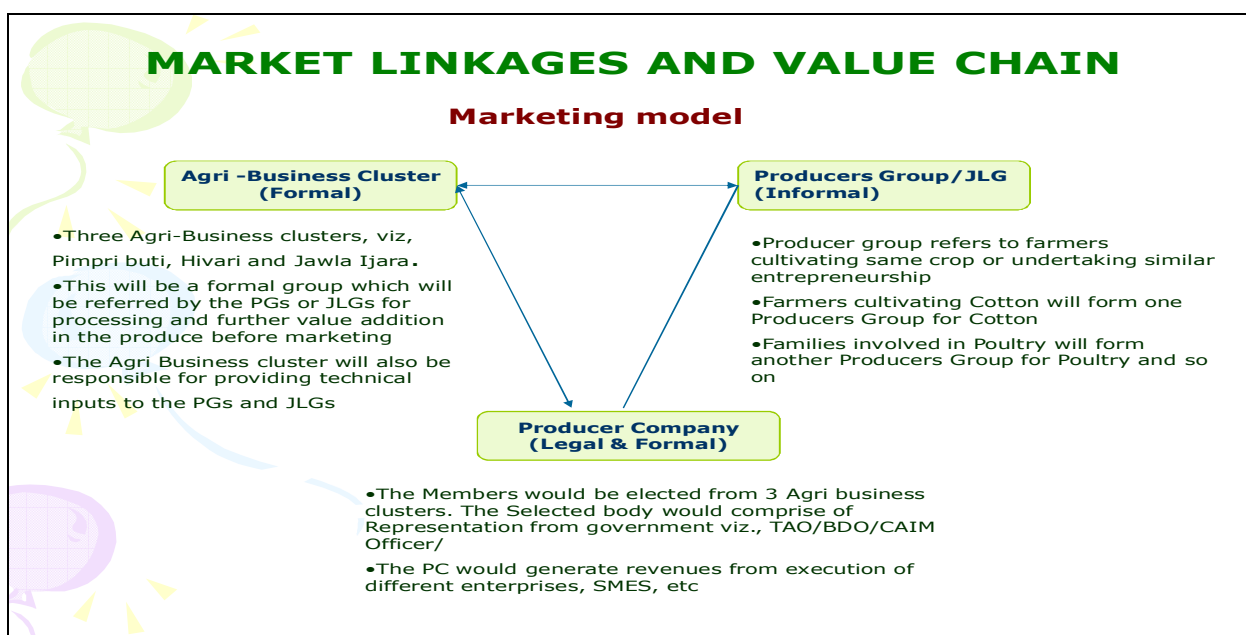 MARKET LINKAGES AND VALUE CHAIN
Marketing model
Agri -Business Cluster
(Formal)
•Three Agri-Business clusters, viz,
Pimpri buti, Hivari and Jawla Ijara.
•This will be a formal group which will
be referred by the PGs or JLGs for
processing and further value addition
in the produce before marketing
•The Agri Business cluster will also be
responsible for providing technical
inputs to the PGs and JLGs
Producers Group/JLG
(Informal)
•Producer group refers to farmers
cultivating same crop or undertaking similar
entrepreneurship
•Farmers cultivating Cotton will form one
Producers Group for Cotton
•Families involved in Poultry will form
another Producers Group for Poultry and so
on
Producer Company
(Legal & Formal)
•The Members would be elected from 3 Agri business
clusters. The Selected body would comprise of
Representation from government viz., TAO/BDO/CAIM
Officer/
•The PC would generate revenues from execution of
different enterprises, SMES, etc